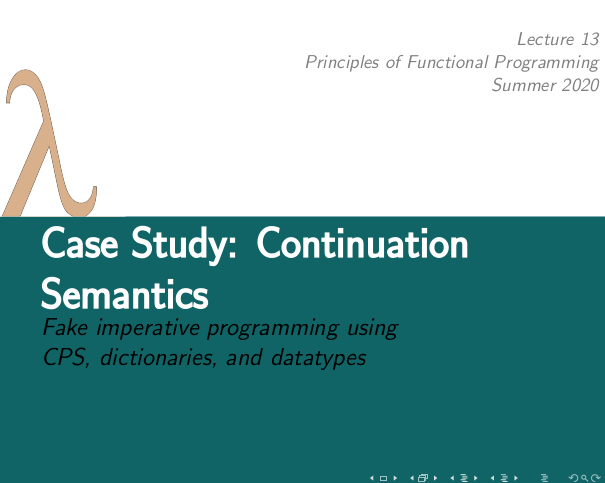 Lecture 13
Principles of Functional Programming
Summer 2020
λ
Case Study: Continuation
Semantics
Fake imperative programming using
CPS, dictionaries, and datatypes